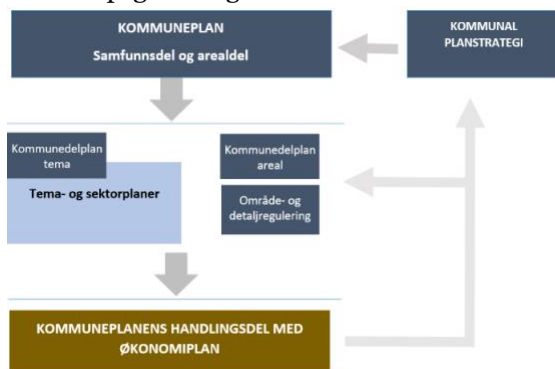 KOMMUNEPLAN
Samfunnsdel og arealdel
KOMMUNAL
PLANSTRATEGI
Kommunedelplan
tema
Tema- og sektorplaner
Kommunedelplan
areal
Område- og
detaljregulering
KOMMUNEPLANENS HANDLINGSDEL MED
ØKONOMIPLAN